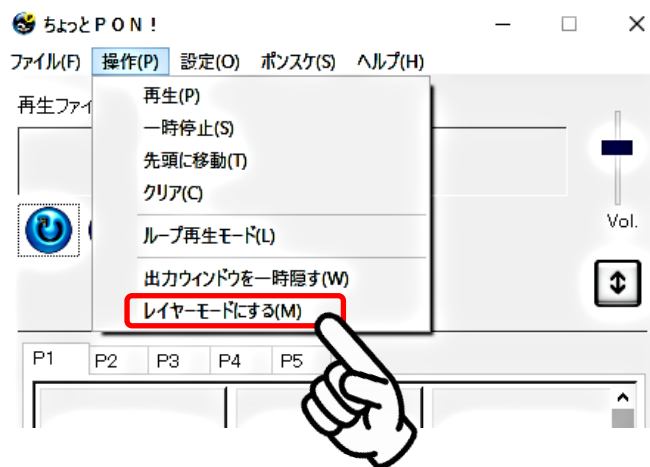 ちょっとPON!
ファイル(F) 操作(P) 設定(O) ポンスケ(S) ヘルプ(H)
再生ファイ
再生(P)
一時停止(S)
先頭に移動(T)
クリア(C)
ループ再生モード(L)
出力ウインドウを一時隠す(W)
レイヤーモードにする(M)
Vol.
P1 P2 P3 P4 P5